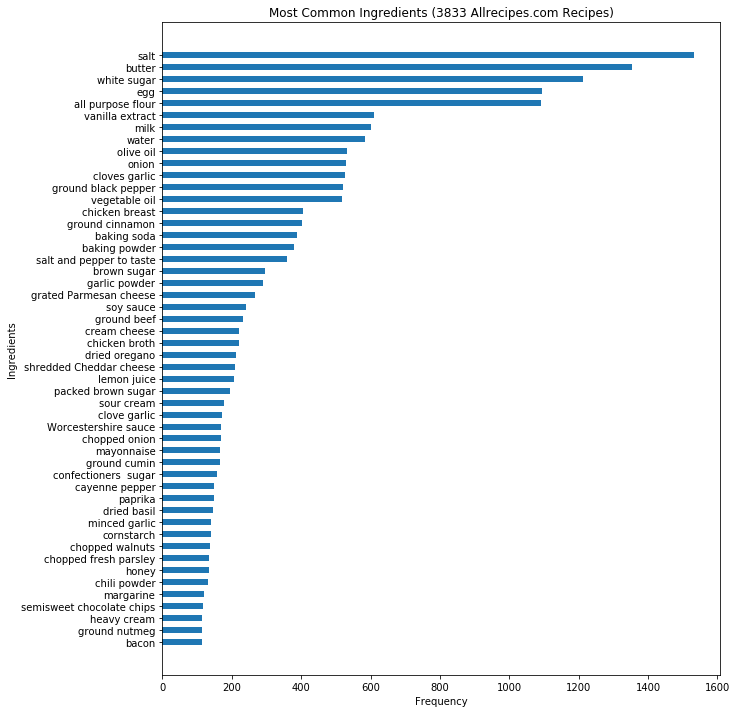 Most Common Ingredients (3833 Allrecipes.com Recipes)
salt
butter
white sugar
egg
all purpose flour
vanilla extract
milk
water
olive oil
onion
cloves garlic
ground black pepper
vegetable oil
chicken breast
ground cinnamon
baking soda
baking powder
salt and pepper to taste
brown sugar
garlic powder
grated Parmesan cheese
soy sauce
ground beef
cream cheese
chicken broth
dried oregano
shredded Cheddar cheese
lemon juice
packed brown sugar
sour cream
clove garlic
Worcestershire sauce
chopped onion
mayonnaise
ground cumin
confectioners  sugar
cayenne pepper
paprika
dried basil
minced garlic
cornstarch
chopped walnuts
chopped fresh parsley
honey
chili powder
margarine
semisweet chocolate chips
heavy cream
ground nutmeg
bacon
Ingredients
0 200 400 600 800 1000 1200 1400 1600
Frequency